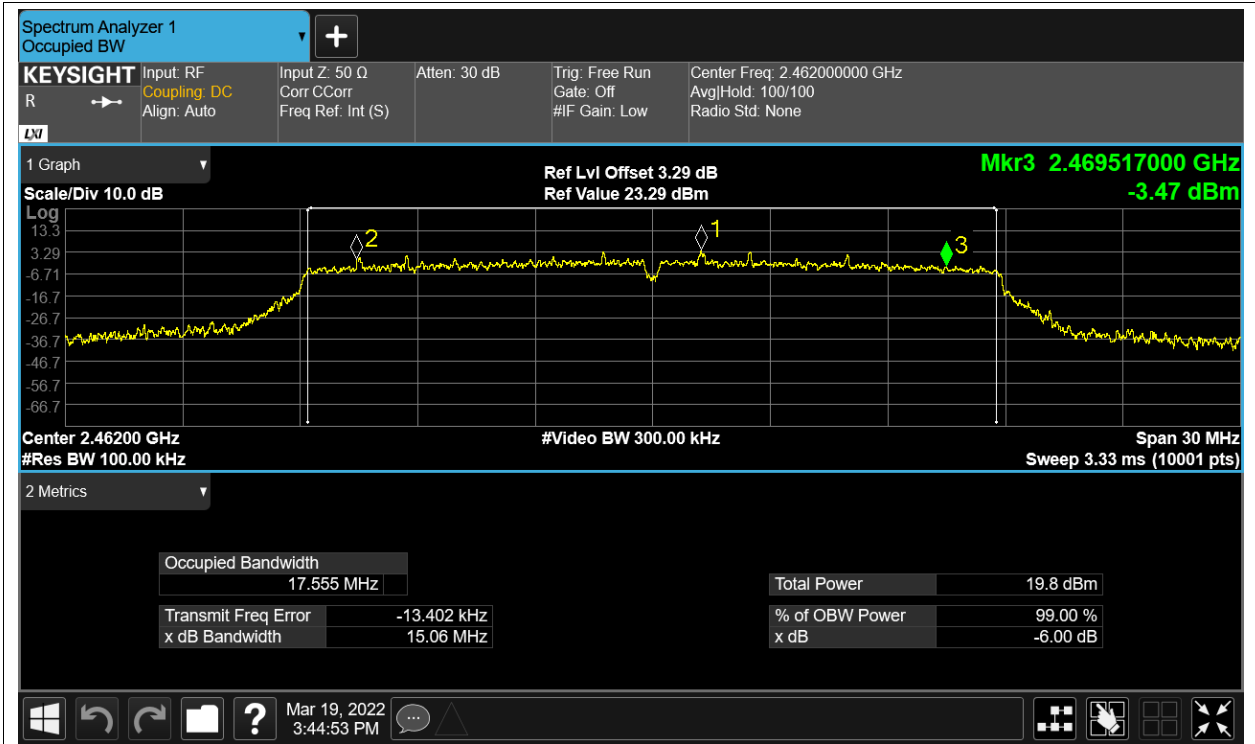 Spectrum Analyzer 1
Occupied BW
KEYSIGHT
R
LXI
Input: RF
Coupling: DC
Align: Auto
Input Z: 50 Ω
Corr CCorr
Freq Ref: Int (S)
Atten: 30 dB
Trig: Free Run
Gate: Off
#IF Gain: Low
Center Freq: 2.462000000 GHz
Avg|Hold: 100/100
Radio Std: None
1 Graph
Scale/Div 10.0 dB
Ref Lvl Offset 3.29 dB
Ref Value 23.29 dBm
Mkr3 2.469517000 GHz
-3.47 dBm
Log
13.3
3.29
-6.71
-16.7
-26.7
-36.7
-46.7
-56.7
-66.7
2
1
3
Center 2.46200 GHz
#Video BW 300.00 kHz
Span 30 MHz
#Res BW 100.00 kHz
Sweep 3.33 ms (10001 pts)
2 Metrics
Occupied Bandwidth
17.555 MHz
Transmit Freq Error -13.402 kHz
x dB Bandwidth 15.06 MHz
Total Power 19.8 dBm
% of OBW Power 99.00 %
x dB -6.00 dB
?
Mar 19, 2022
3:44:53 PM